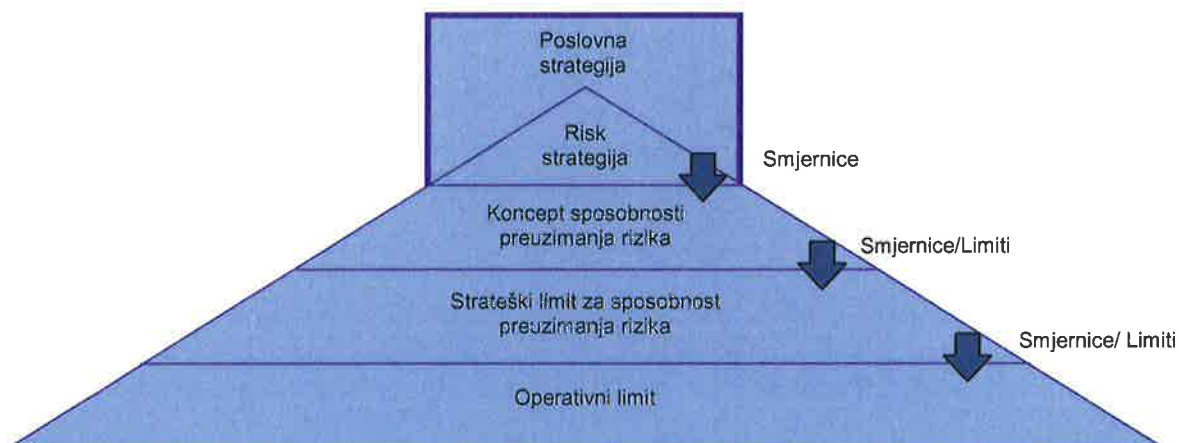 Poslovna
strategija
Risk
strategija
Smjernice
Koncept sposobnosti
preuzimanja rizika
Smjernice/Limiti
Strateški limit za sposobnost
preuzimanja rizika
Smjernice/ Limiti
Operativni limit